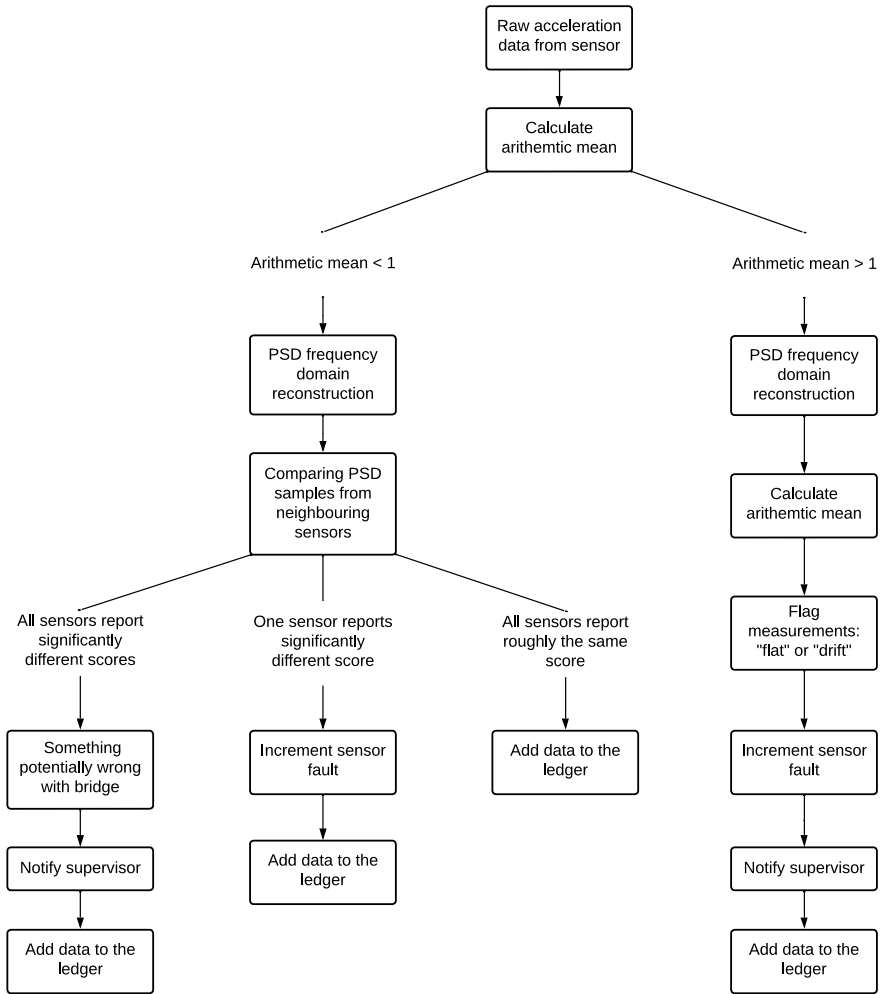 Raw acceleration
data from sensor
Calculate
arithemtic mean
Arithmetic mean < 1
Arithmetic mean > 1
PSD frequency
domain
reconstruction
PSD frequency
domain
reconstruction
Comparing PSD
samples from
neighbouring
sensors
Calculate
arithemtic mean
All sensors report
significantly
different scores
One sensor reports
significantly
different score
All sensors report
roughly the same
score
Flag
measurements:
"flat" or "drift"
Something
potentially wrong
with bridge
Increment sensor
fault
Add data to the
ledger
Increment sensor
fault
Notify supervisor
Add data to the
ledger
Notify supervisor
Add data to the
ledger
Add data to the
ledger